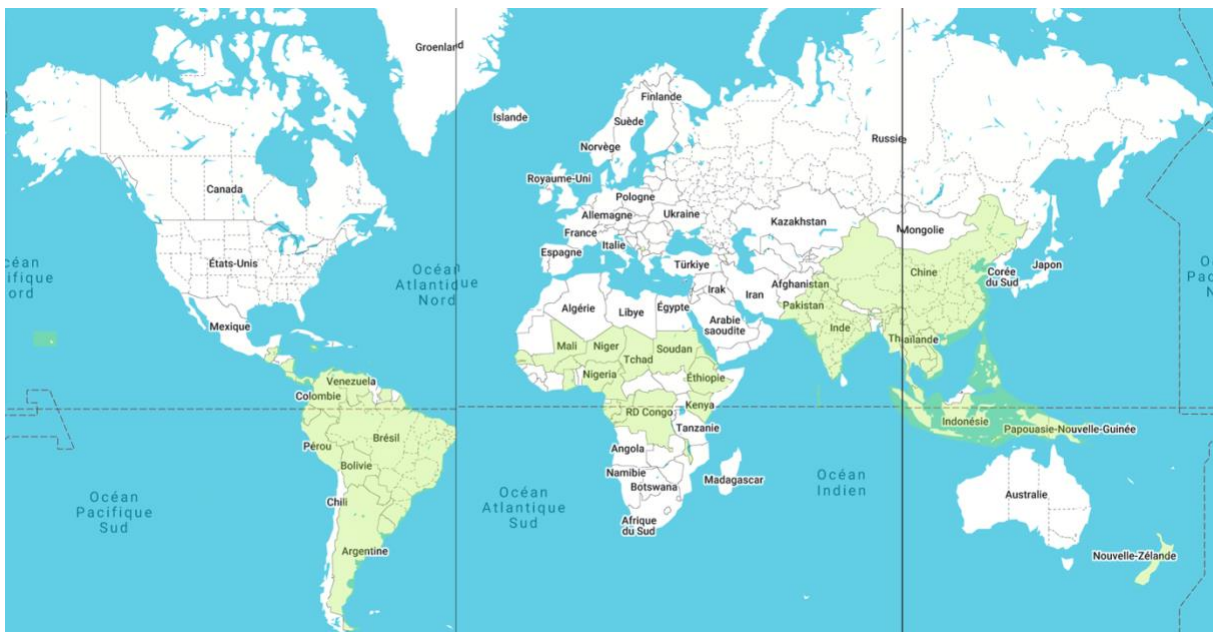 Groenland
Islande
Finlande
Suède
Norvège
Russie
Canada
Royaume-Uni
Pologne
Allemagne
Ukraine
Kazakhstan
Mongolie
France
Italie
Espagne
États-Unis
Océan
Atlantique
Nord
Türkiye
Chine
Corée
du Sud
Japon
Afghanistan
Irak
Iran
Pakistan
Algérie
Libye
Égypte
Arabie
saoudite
Inde
Mexique
Thaïlande
Mali
Niger
Tchad
Soudan
Nigeria
Éthiopie
Venezuela
Colombie
RD Congo
Kenya
Tanzanie
Indonésie
Papouasie-Nouvelle-Guinée
Brésil
Pérou
Bolivie
Angola
Namibie
Botswana
Madagascar
Océan
Indien
Océan
Pacifique
Sud
Océan
Atlantique
Sud
Chili
Australie
Afrique
du Sud
Argentine
Nouvelle-Zélande